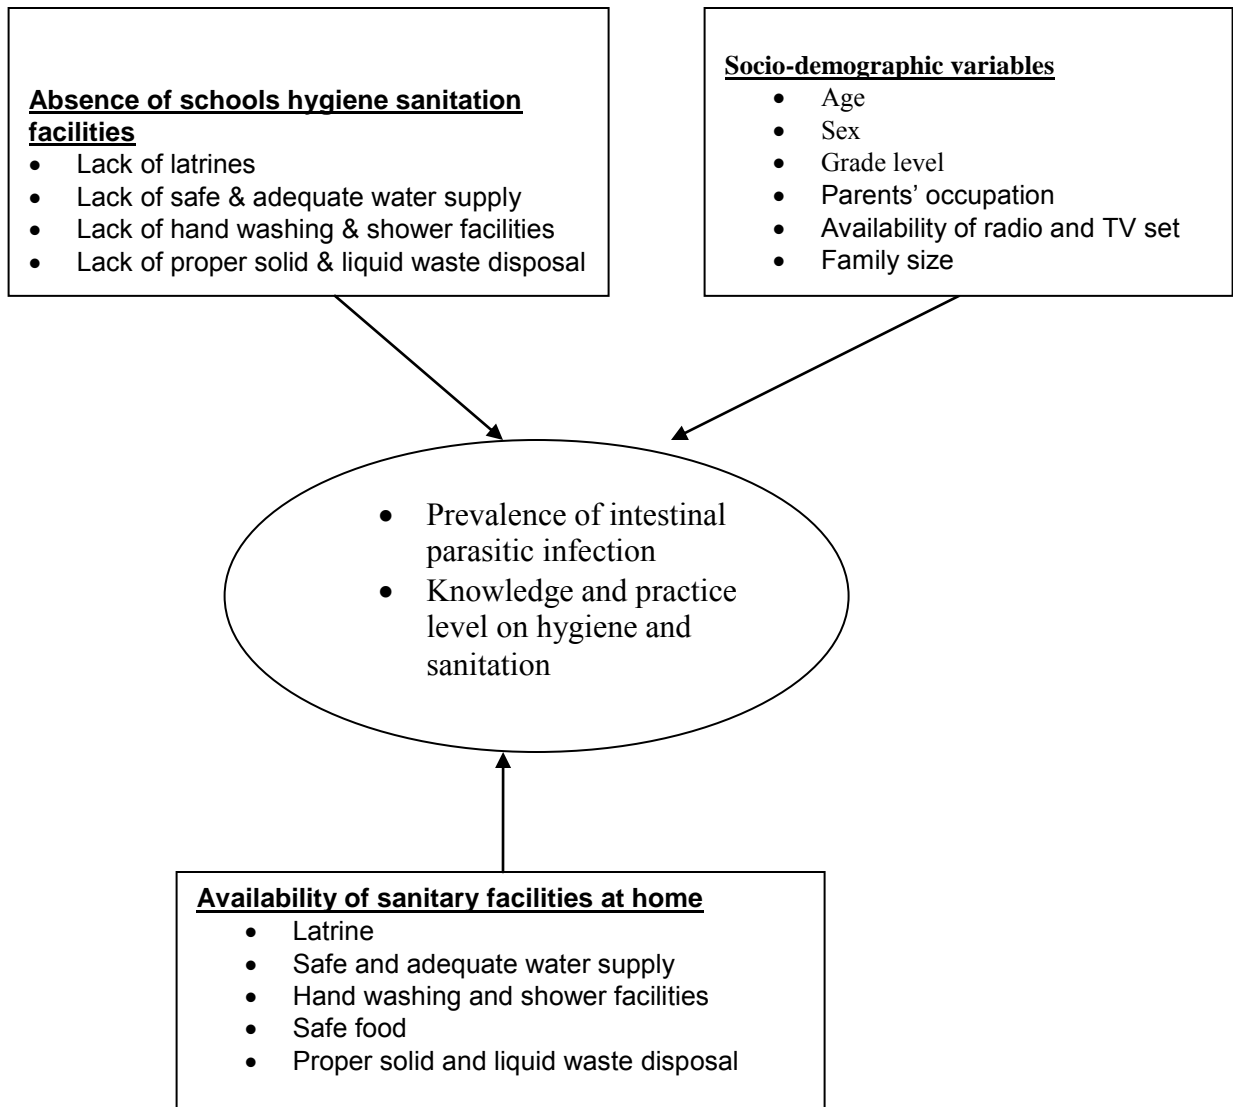 Absence of schools hygiene sanitation
facilities
• Lack of latrines
• Lack of safe & adequate water supply
• Lack of hand washing & shower facilities
• Lack of proper solid & liquid waste disposal
Socio-demographic variables
• Age
• Sex
• Grade level
• Parents’ occupation
• Availability of radio and TV set
• Family size
• Prevalence of intestinal
parasitic infection
• Knowledge and practice
level on hygiene and
sanitation
Availability of sanitary facilities at home
• Latrine
• Safe and adequate water supply
• Hand washing and shower facilities
• Safe food
• Proper solid and liquid waste disposal